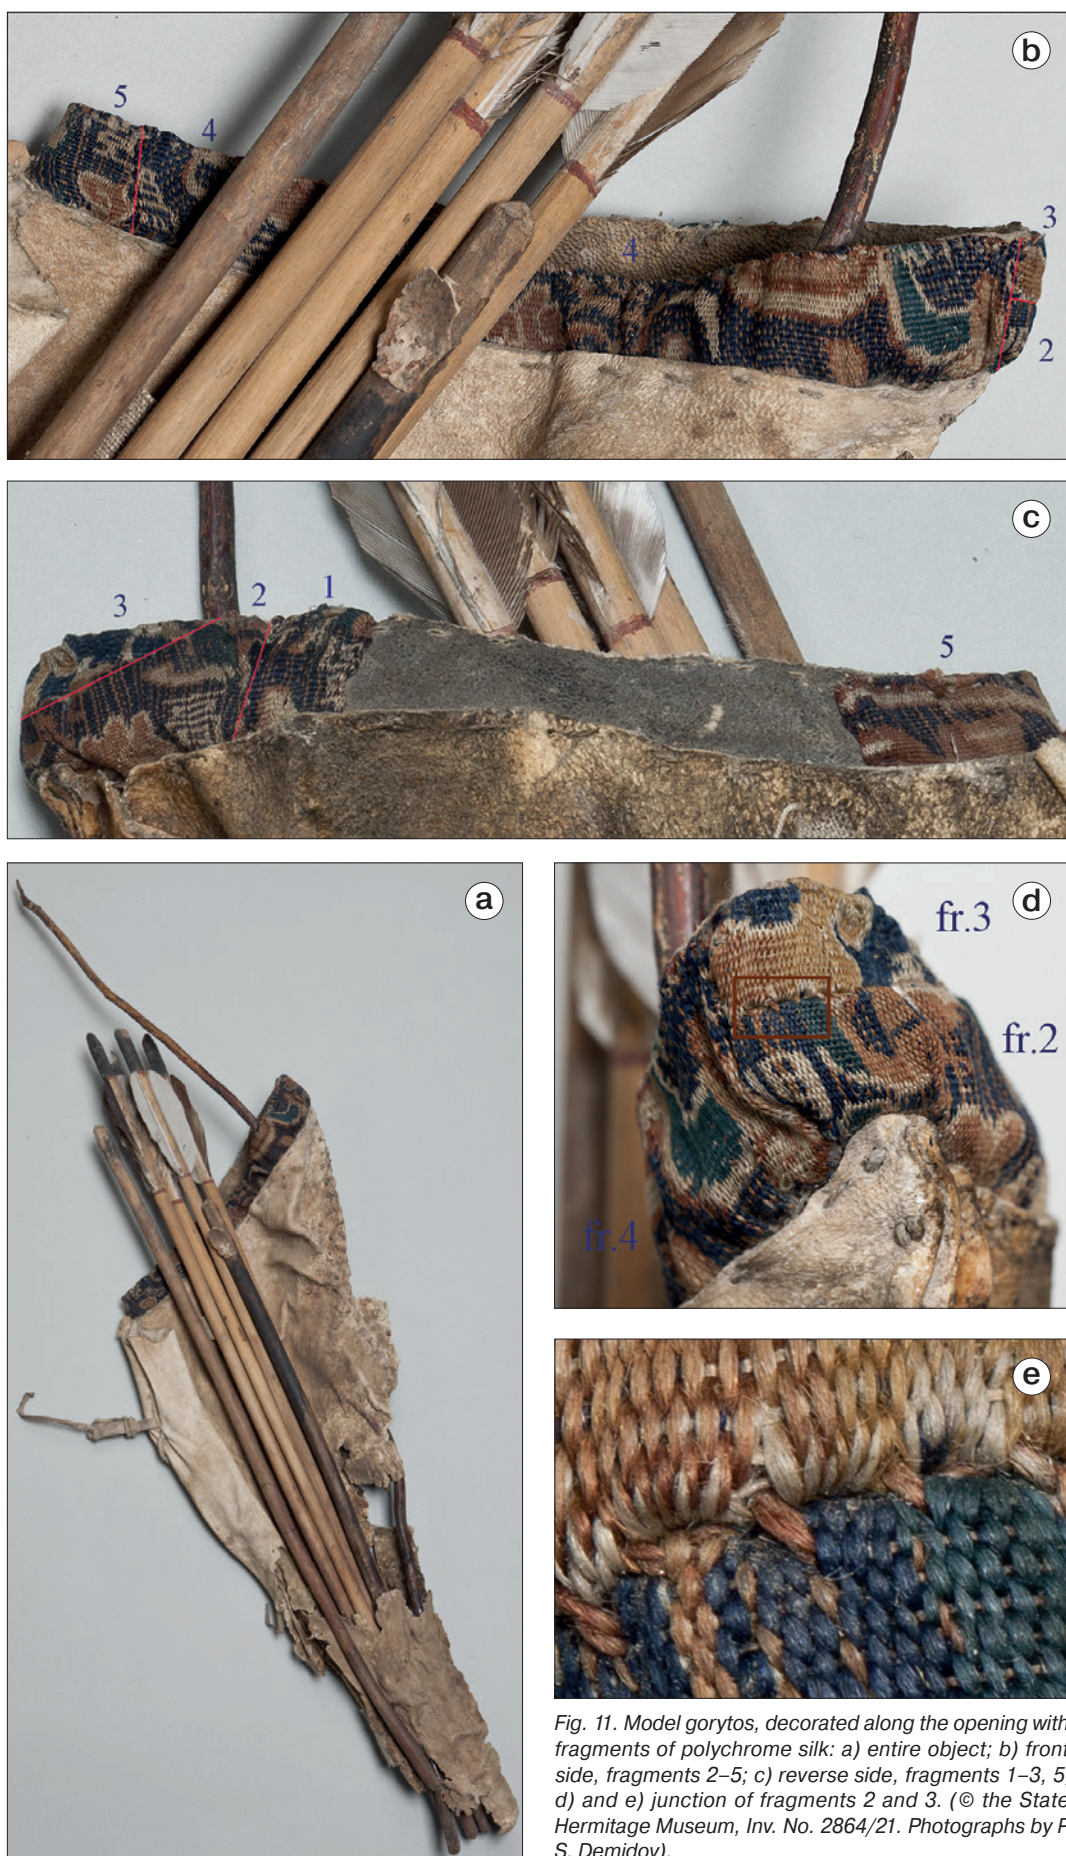 b
5
4
4
3
2
c
3
2
1
5
a
d
fr.3
fr.2
fr.4
e
Fig. 11. Model gorytos, decorated along the opening with
fragments of polychrome silk: a) entire object; b) front
side, fragments 2–5; c) reverse side, fragments 1–3, 5;
d) and e) junction of fragments 2 and 3. (© the State
Hermitage Museum, Inv. No. 2864/21. Photographs by P.
S. Demidov).